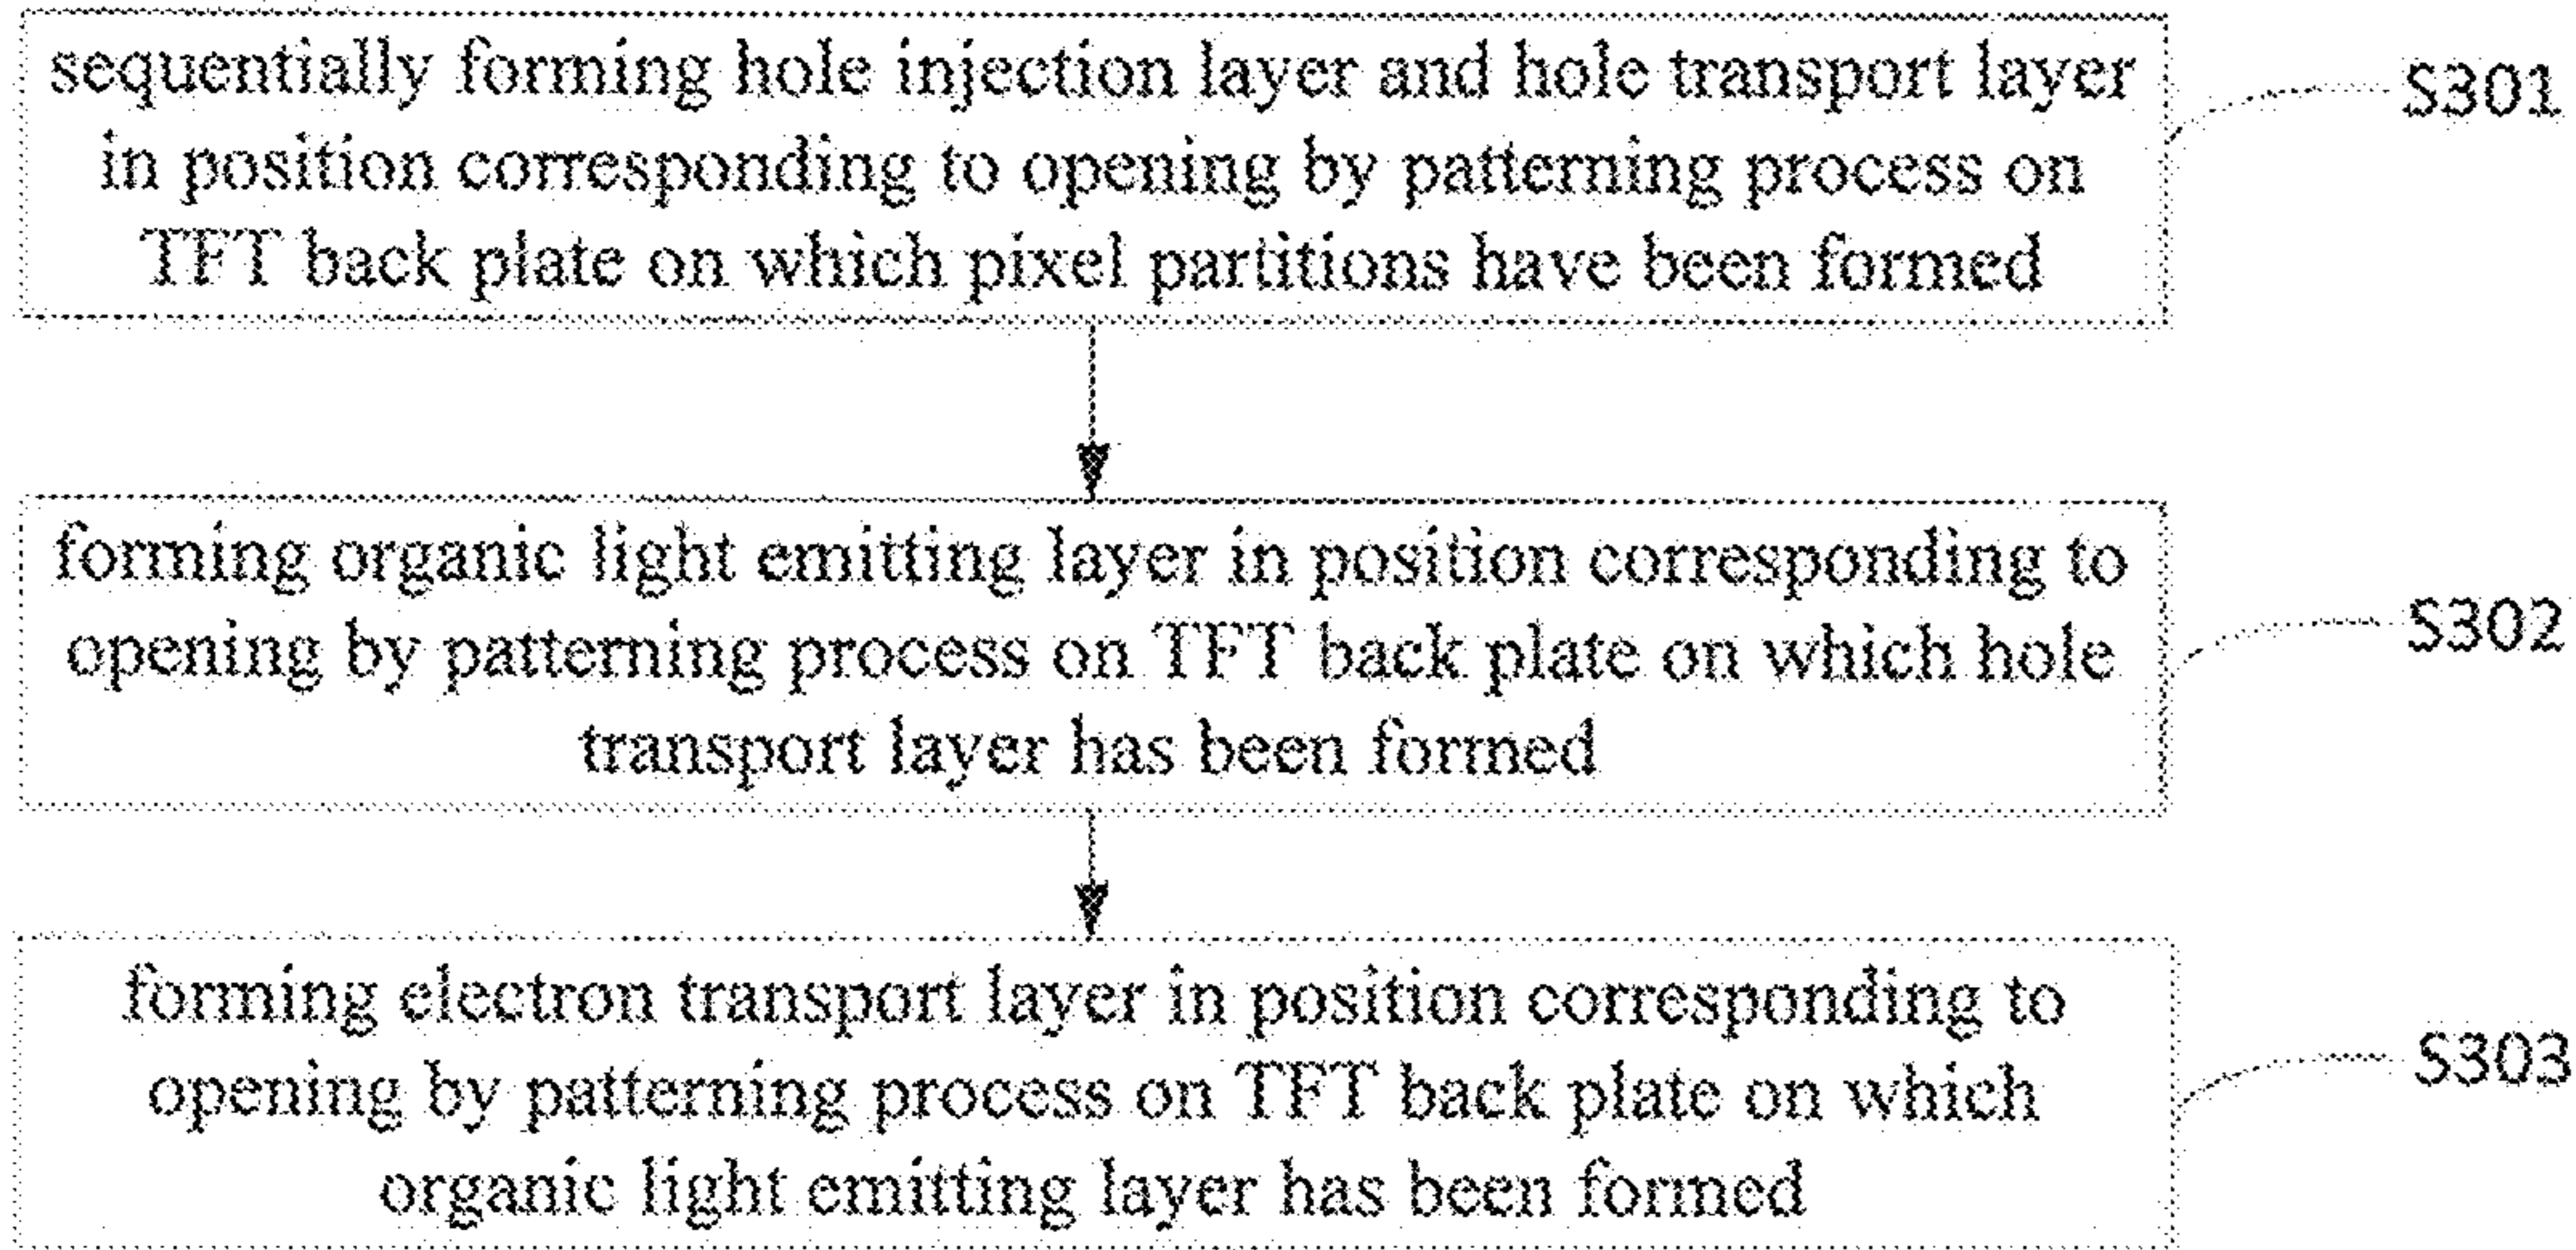 sequentially forming hole injection layer and hole transport layer
in position corresponding to opening by patterning process on
TFT back plate on which pixel partitions have been formed
S301
forming organic light emitting layer in position corresponding to
opening by patterning process on TFT back plate on which hole
transport layer has been formed
S302
forming electron transport layer in position corresponding to
opening by patterning process on TFT back plate on which
organic light emitting layer has been formed
S303